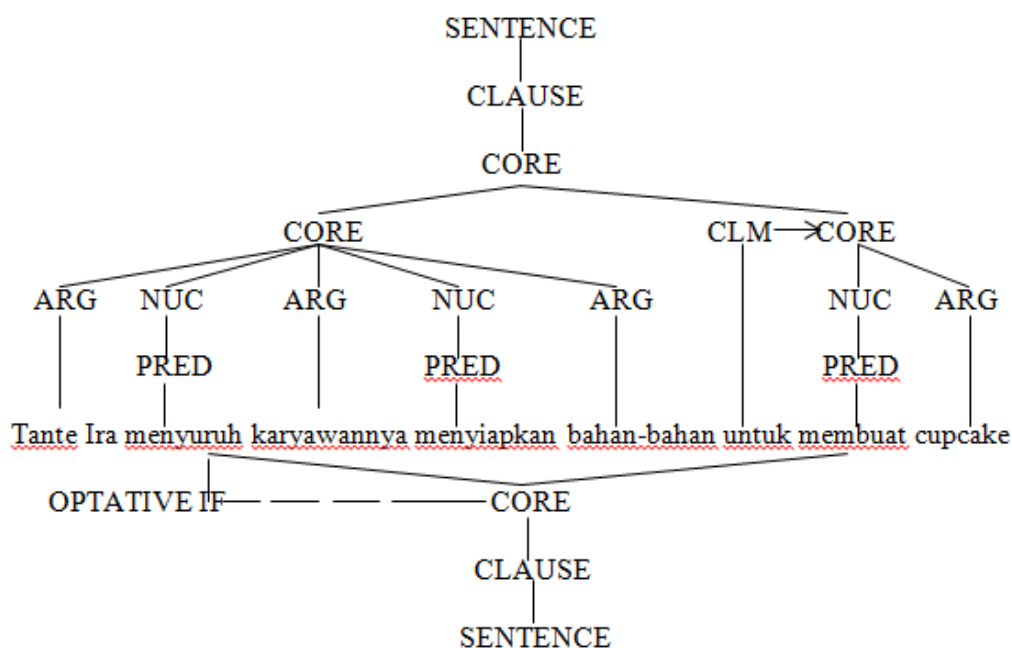 SENTENCE
CLAUSE
CORE
CORE CLM CORE
ARG NUC ARG NUC ARG NUC ARG
PRED PRED PRED
Tante Ira menyuruh karyawannya menyiapkan bahan-bahan untuk membuat cupcake
OPTATIVE IF CORE
CLAUSE
SENTENCE